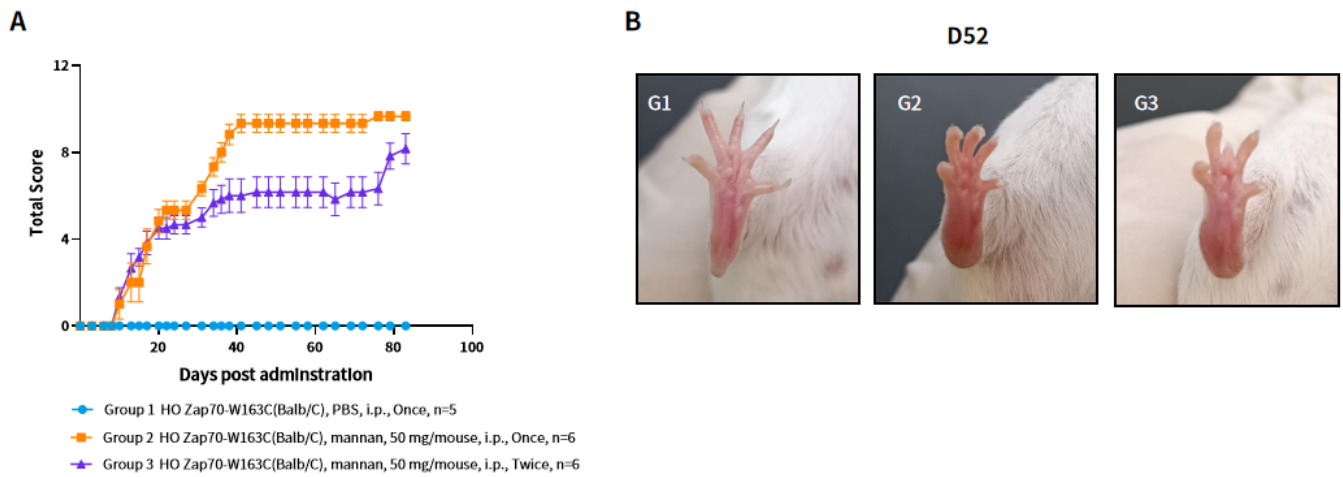 A
12
8
4
0
Total Score
20 40 60 80 100
Days post adminstration
Group 1 HO Zap70-W163C(Balb/C), PBS, i.p., Once, n=5
Group 2 HO Zap70-W163C(Balb/C), mannan, 50 mg/mouse, i.p., Once, n=6
Group 3 HO Zap70-W163C(Balb/C), mannan, 50 mg/mouse, i.p., Twice, n=6
B
D52
G1
G2
G3